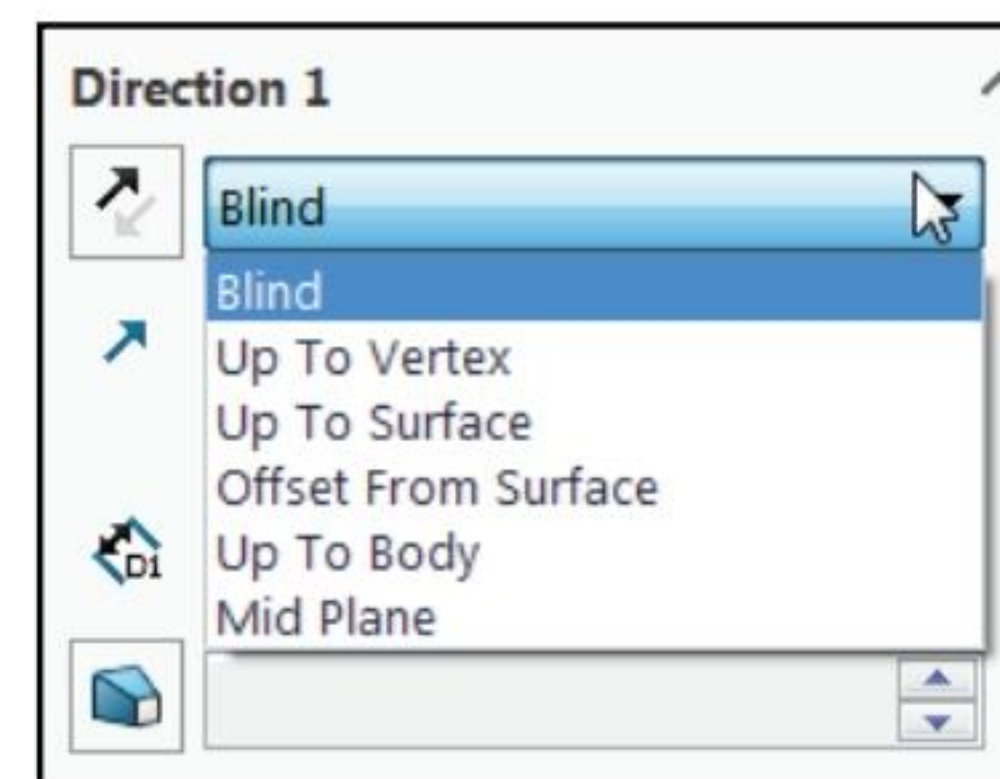 Direction 1
Blind
Blind
Up To Vertex
Up To Surface
Offset From Surface
D1
Up To Body
Mid Plane